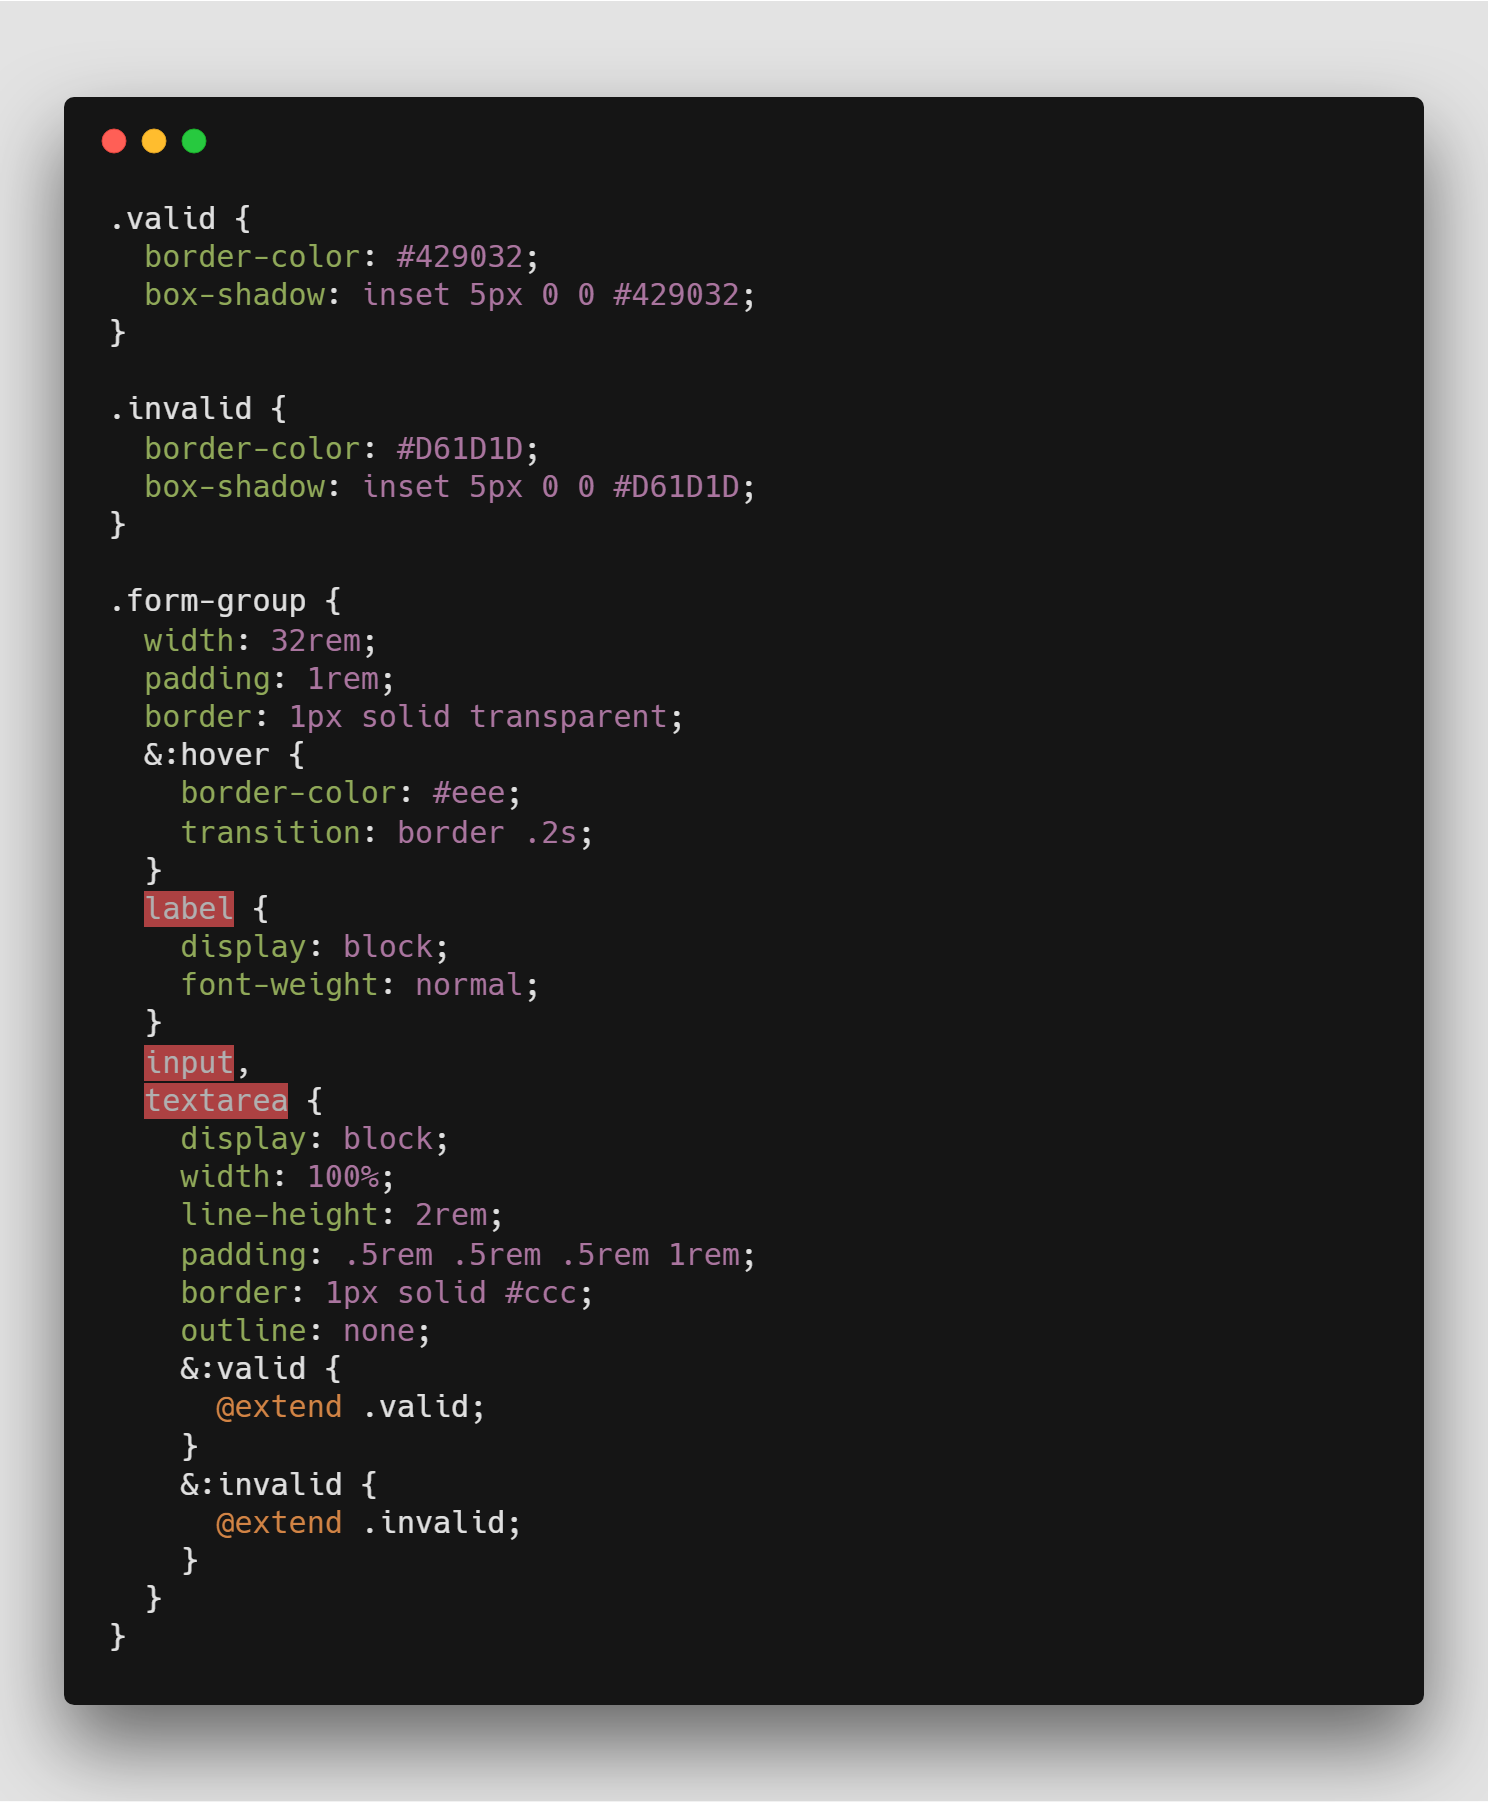 .valid {
  border-color: #429032;
  box-shadow: inset 5px 0 0 #429032;
}

.invalid {
  border-color: #D61D1D;
  box-shadow: inset 5px 0 0 #D61D1D;
}

.form-group {
  width: 32rem;
  padding: 1rem;
  border: 1px solid transparent;
  &:hover {
    border-color: #eee;
    transition: border .2s;
  }
  label {
    display: block;
    font-weight: normal;
  }
  input,
  textarea {
    display: block;
    width: 100%;
    line-height: 2rem;
    padding: .5rem .5rem .5rem 1rem;
    border: 1px solid #ccc;
    outline: none;
    &:valid {
      @extend .valid;
    }
    &:invalid {
      @extend .invalid;
    }
  }
}